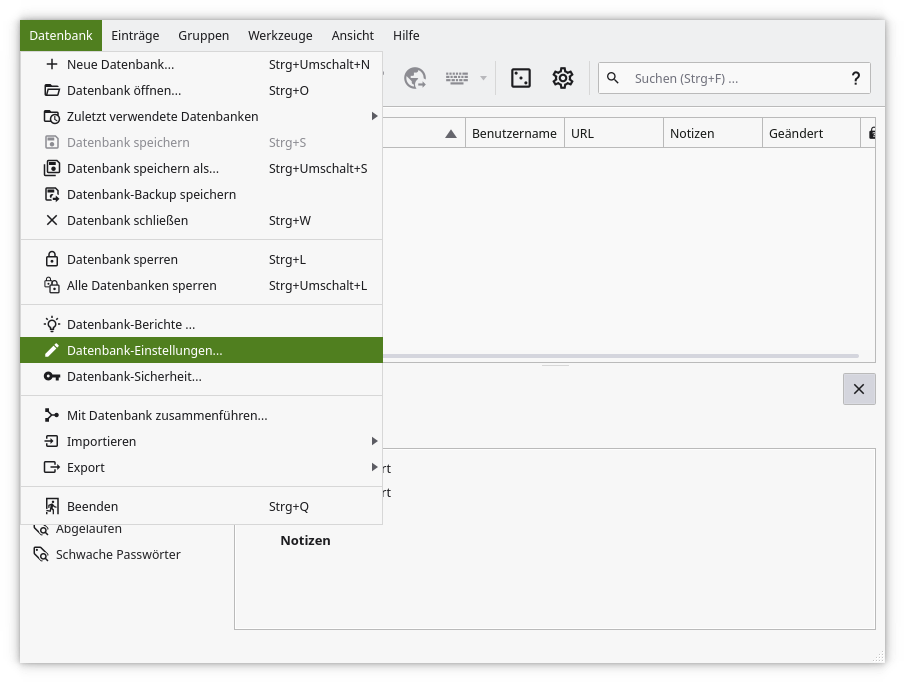 Datenbank Einträge Gruppen Werkzeuge Ansicht Hilfe
Neue Datenbank... Strg+Umschalt+N
Datenbank öffnen... Strg+O
Zuletzt verwendete Datenbanken
Datenbank speichern Strg+S
Datenbank speichern als... Strg+Umschalt+S
Datenbank-Backup speichern
Datenbank schließen Strg+W
Datenbank sperren Strg+L
Alle Datenbanken sperren Strg+Umschalt+L
Datenbank-Berichte ...
Datenbank-Einstellungen...
Datenbank-Sicherheit...
Mit Datenbank zusammenführen...
Importieren
Export
Beenden Strg+Q
Suchen (Strg+F) ... ?
Benutzername URL Notizen Geändert
rt
rt
Notizen
Abgelaufen
Schwache Passwörter